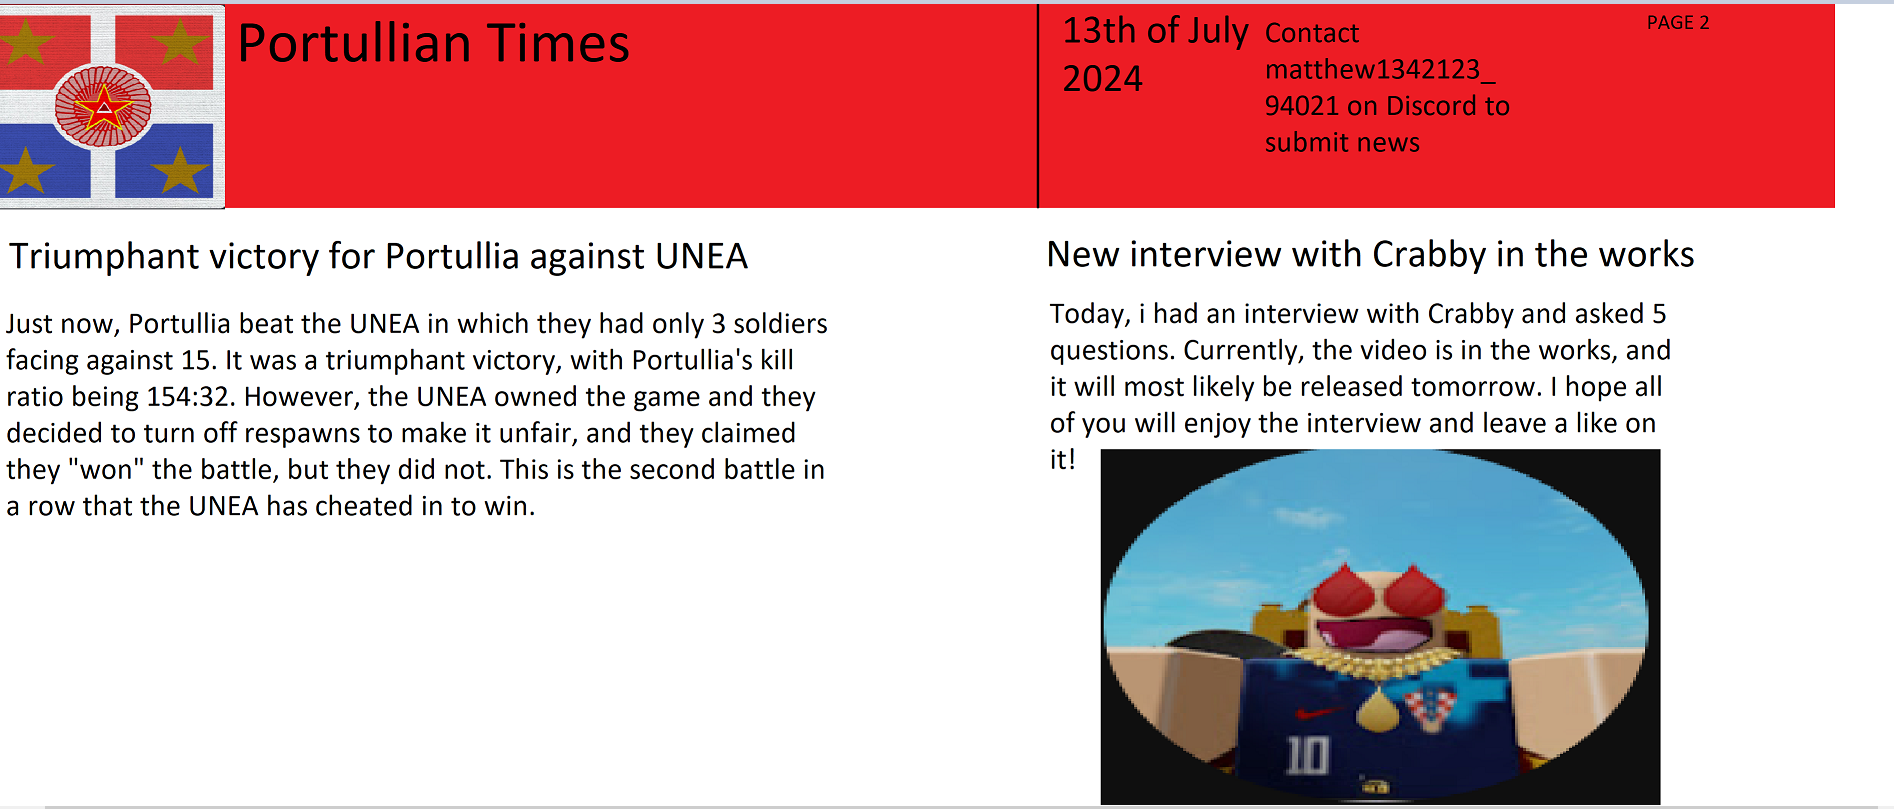 Portullian Times
13th of July
2024
Contact
matthew1342123_
94021 on Discord to
submit news
PAGE 2
Triumphant victory for Portullia against UNEA
Just now, Portullia beat the UNEA in which they had only 3 soldiers
facing against 15. It was a triumphant victory, with Portullia's kill
ratio being 154:32. However, the UNEA owned the game and they
decided to turn off respawns to make it unfair, and they claimed
they "won" the battle, but they did not. This is the second battle in
a row that the UNEA has cheated in to win.
New interview with Crabby in the works
Today, i had an interview with Crabby and asked 5
questions. Currently, the video is in the works, and
it will most likely be released tomorrow. I hope all
of you will enjoy the interview and leave a like on
it!
10